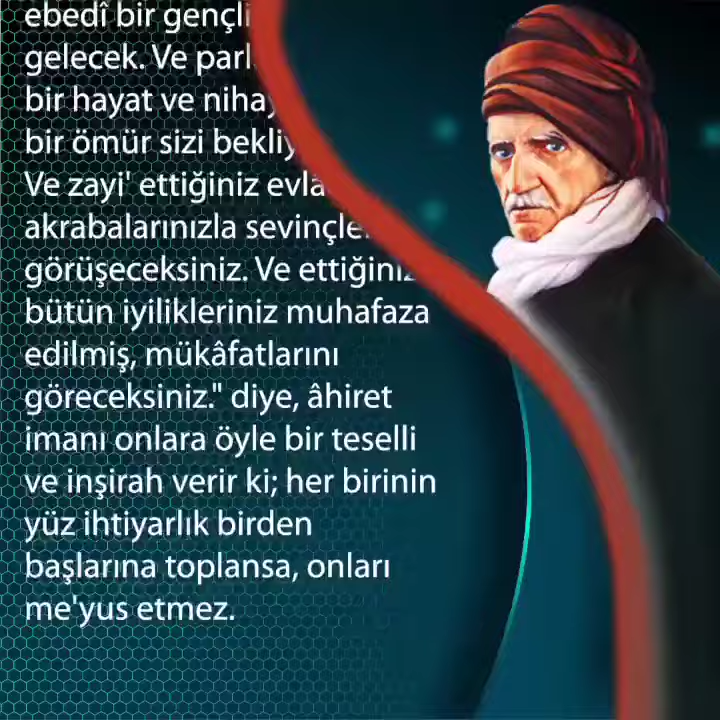 ebedî bir gençli
gelecek. Ve parl
bir hayat ve nihay
bir ömür sizi bekliy
Ve zayi' ettiğiniz evlâ
akrabalarınızla sevinçle
görüşeceksiniz. Ve ettiğiniz
bütün iyilikleriniz muhafaza
edilmiş, mükâfatlarını
göreceksiniz." diye, âhiret
imanı onlara öyle bir teselli
ve inşirah verir ki; her birinin
yüz ihtiyarlık birden
başlarına toplansa, onları
me'yus etmez.